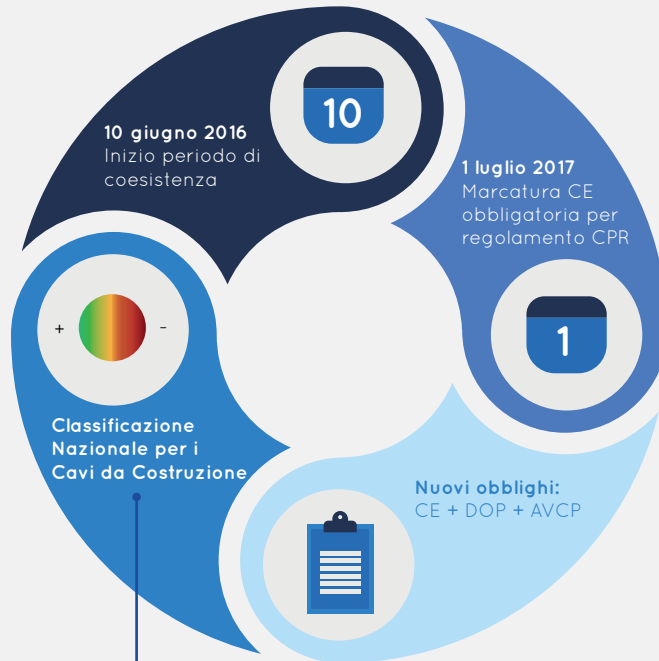 10
10 giugno 2016
Inizio periodo di
coesistenza
1 luglio 2017
Marcatura CE
obbligatoria per
regolamento CPR
1
+ -
Classificazione
Nazionale per i
Cavi da Costruzione
Nuovi obblighi:
CE + DOP + AVCP